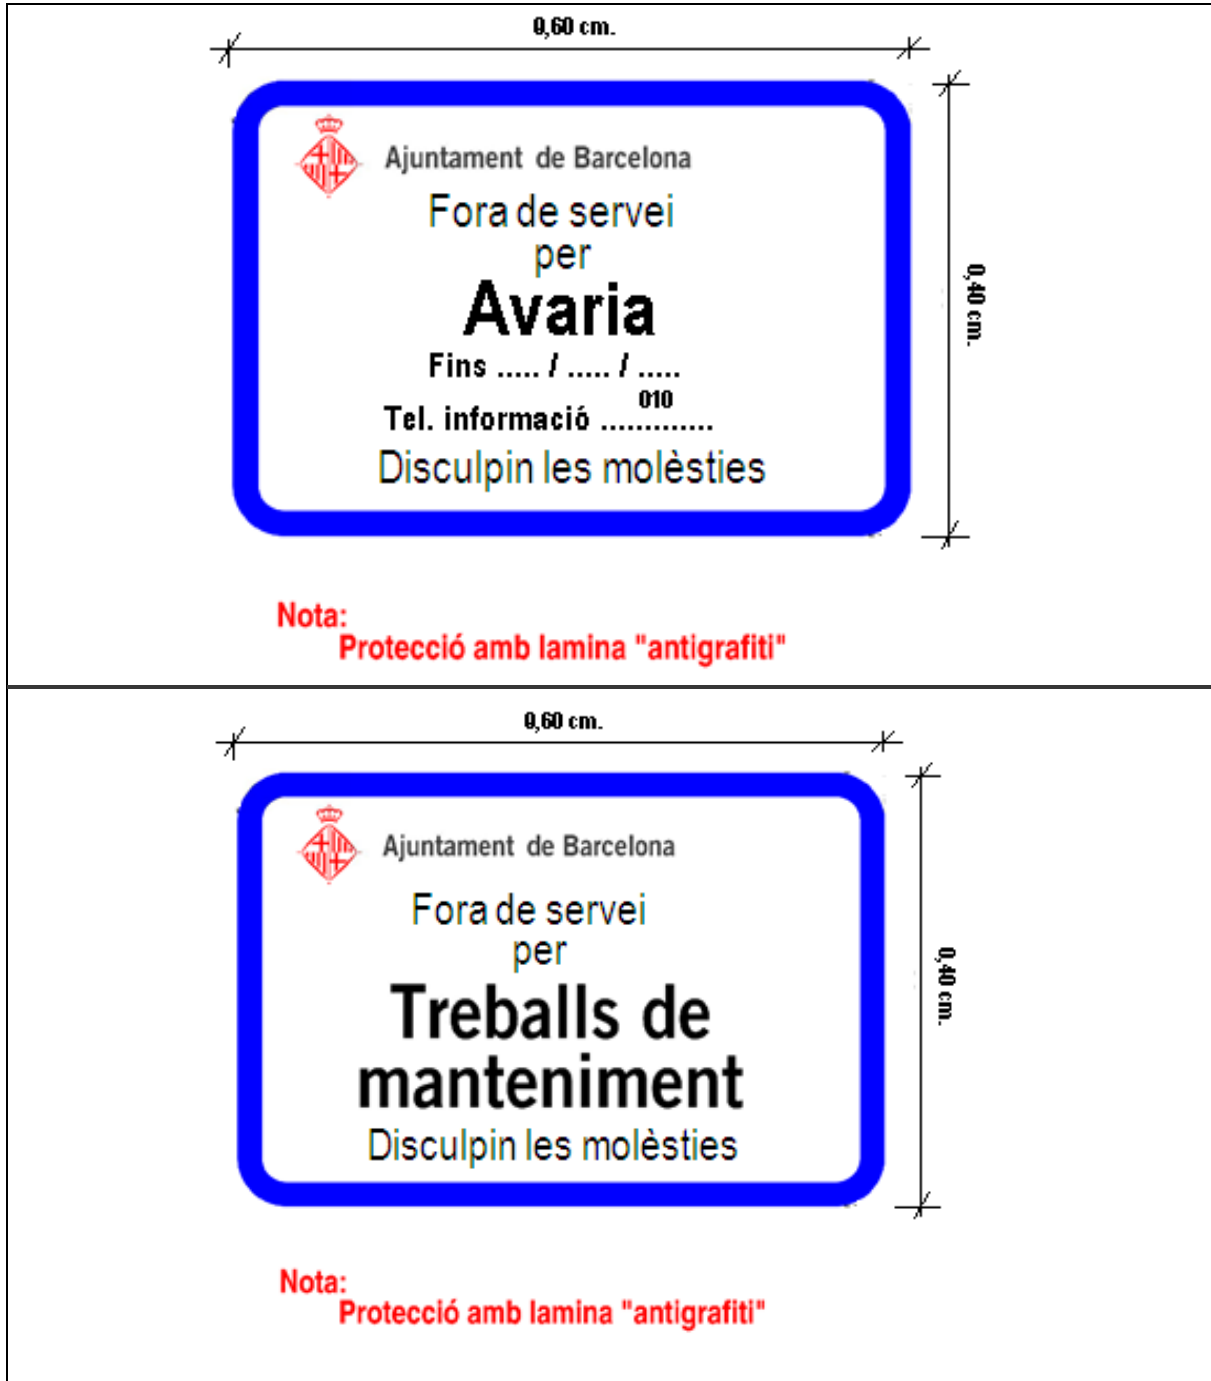 0,60 cm.
Ajuntament de Barcelona
Fora de servei
per
Avaria
Fins ..... / ..... / .....
010
Tel. informació .............
Disculpin les molèsties
0,40 cm.
Nota:
Protecció amb lamina "antigrafiti"
0,60 cm.
Ajuntament de Barcelona
Fora de servei
per
Treballs de
manteniment
Disculpin les molèsties
0,40 cm.
Nota:
Protecció amb lamina "antigrafiti"